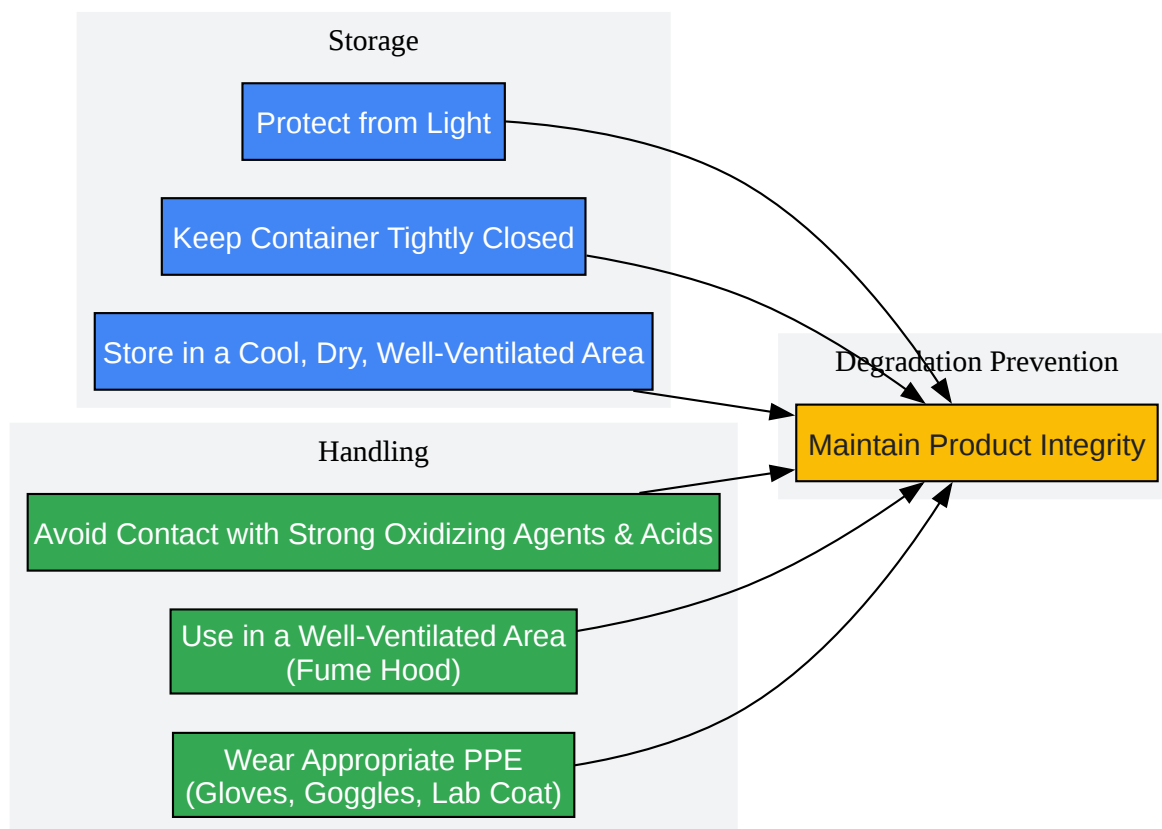 Storage
Protect from Light
Keep Container Tightly Closed
Store in a Cool, Dry, Well-Ventilated Area
Degradation Prevention
Maintain Product Integrity
Handling
Avoid Contact with Strong Oxidizing Agents & Acids
Use in a Well-Ventilated Area
(Fume Hood)
Wear Appropriate PPE
(Gloves, Goggles, Lab Coat)